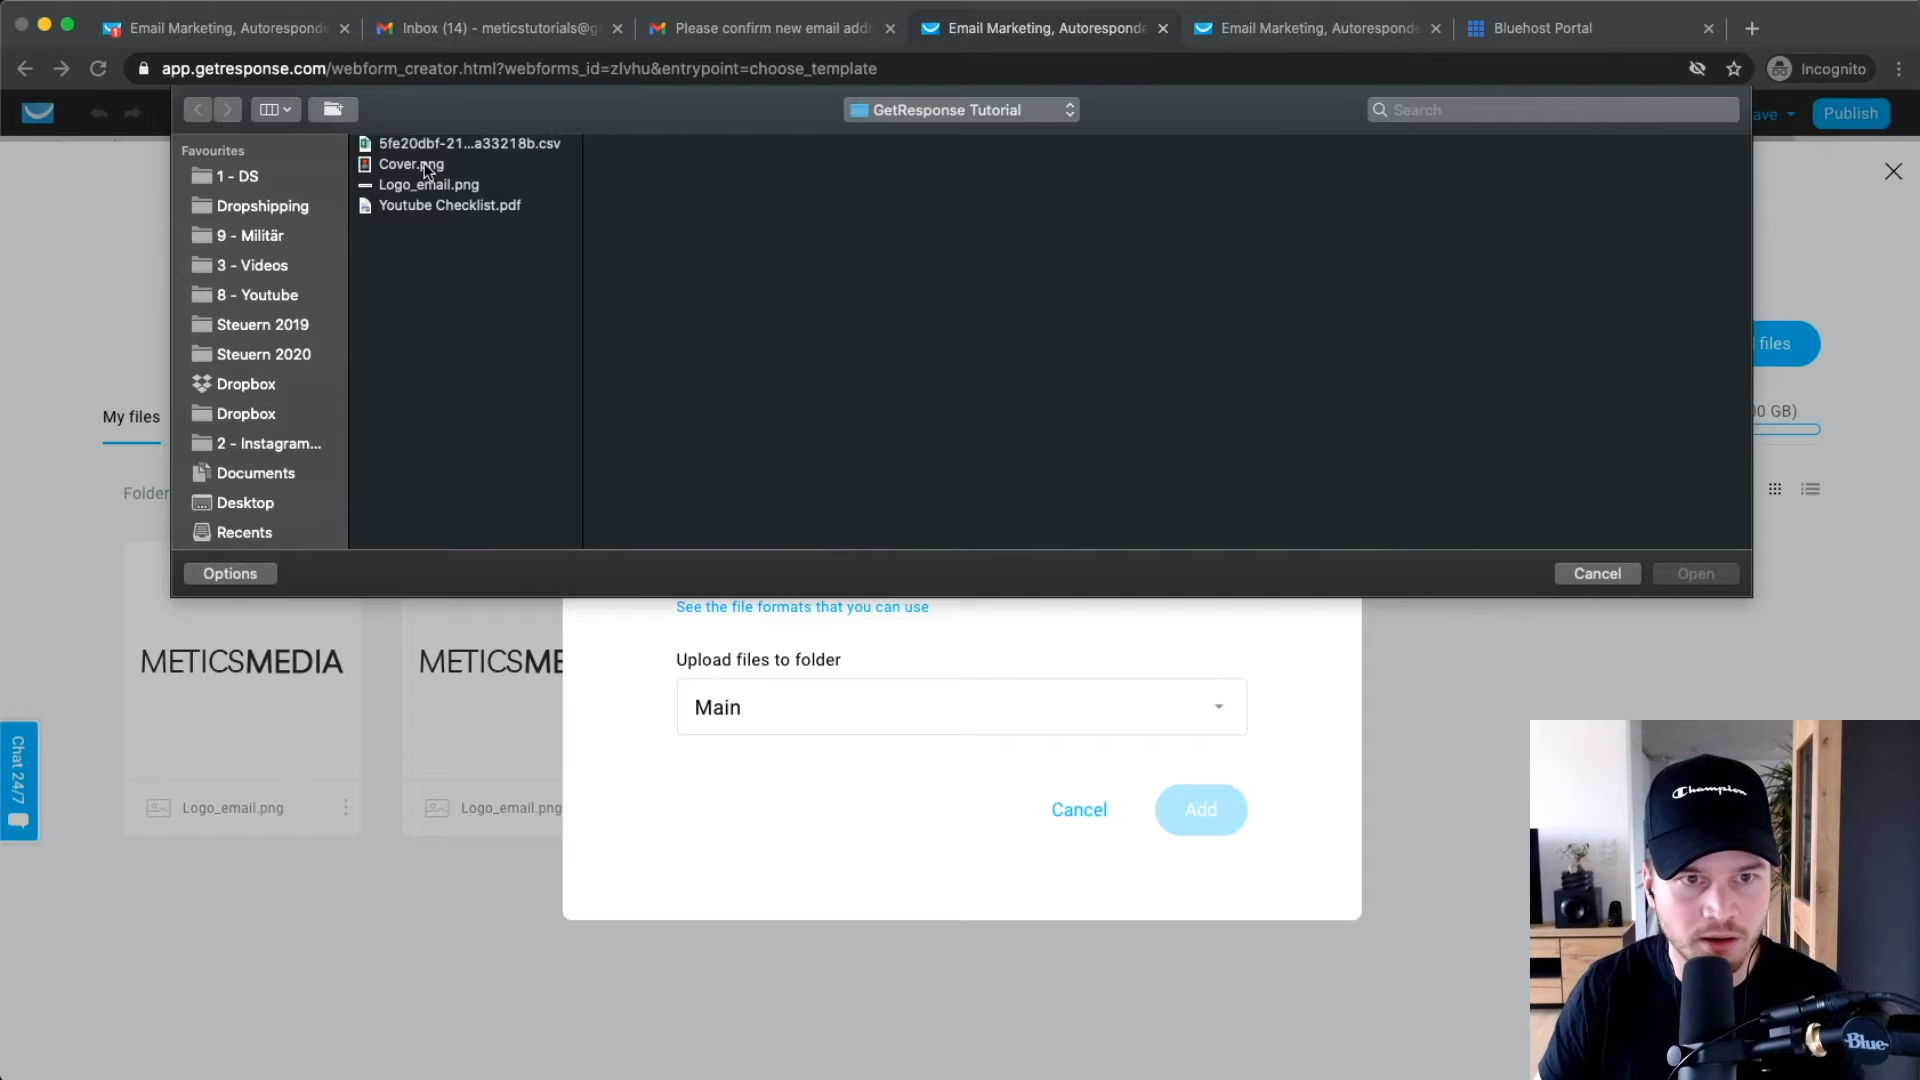 Email Marketing, Autoresponde
Inbox (14) - meticstutorials@g
Please confirm new email addr
Email Marketing, Autoresponde
Email Marketing, Autoresponde
Bluehost Portal
app.getresponse.com/webform_creator.html?webforms_id=zlvhu&entrypoint=choose_template
Incognito
GetResponse Tutorial
Search
ave
Publish
Favourites
1 - DS
Dropshipping
9 - Militär
3 - Videos
8 - Youtube
Steuern 2019
Steuern 2020
Dropbox
Dropbox
2 - Instagram...
Documents
Desktop
Recents
5fe20dbf-21...a33218b.csv
Cover.png
Logo_email.png
Youtube Checklist.pdf
Options
Cancel
Open
files
My files
00 GB)
Folder
See the file formats that you can use
Upload files to folder
Main
Cancel
Add
METICSMEDIA
METICSME
Logo_email.png
Logo_email.png
Chat 24/7
Champion
Blue